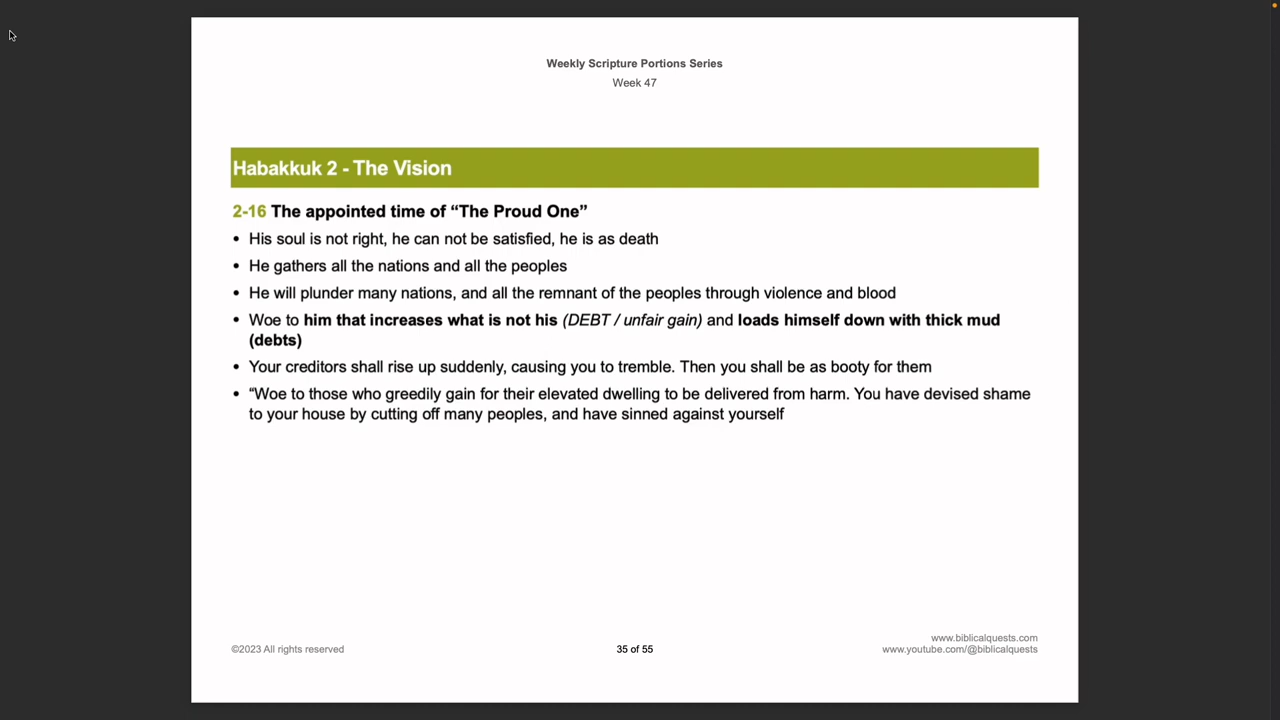 Weekly Scripture Portions Series
Week 47
Habakkuk 2 - The Vision
2-16 The appointed time of “The Proud One”
• His soul is not right, he can not be satisfied, he is as death
• He gathers all the nations and all the peoples
• He will plunder many nations, and all the remnant of the peoples through violence and blood
• Woe to him that increases what is not his (DEBT / unfair gain) and loads himself down with thick mud
(debts)
• Your creditors shall rise up suddenly, causing you to tremble. Then you shall be as booty for them
• “Woe to those who greedily gain for their elevated dwelling to be delivered from harm. You have devised shame
to your house by cutting off many peoples, and have sinned against yourself
©2023 All rights reserved
35 of 55
www.biblicalquests.com
www.youtube.com/@biblicalquests